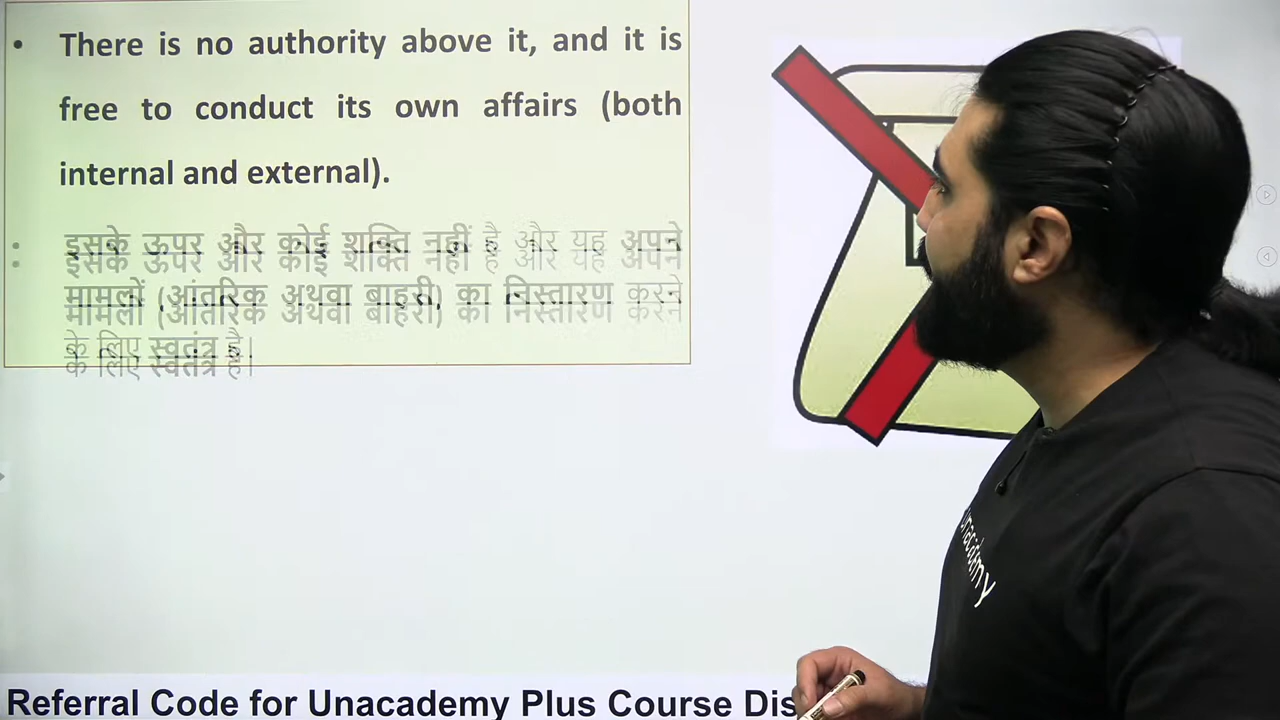 • There is no authority above it, and it is
free to conduct its own affairs (both
internal and external).
इसके ऊपर और कोई शक्ति नहीं है और यह अपने
मामलों (आंतरिक अथवा बाहरी) का निस्तारण करने
के लिए स्वतंत्र है।
unacademy
Referral Code for Unacademy Plus Course